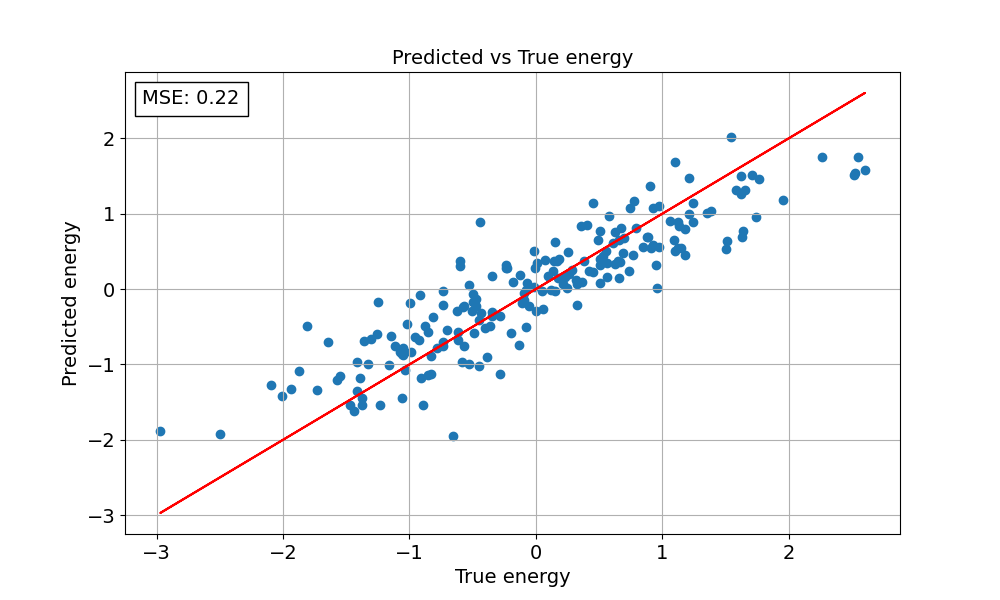 Predicted vs True energy
MSE: 0.22
Predicted energy
2
1
0
−1
−2
−3
−3 −2 −1 0 1 2
True energy